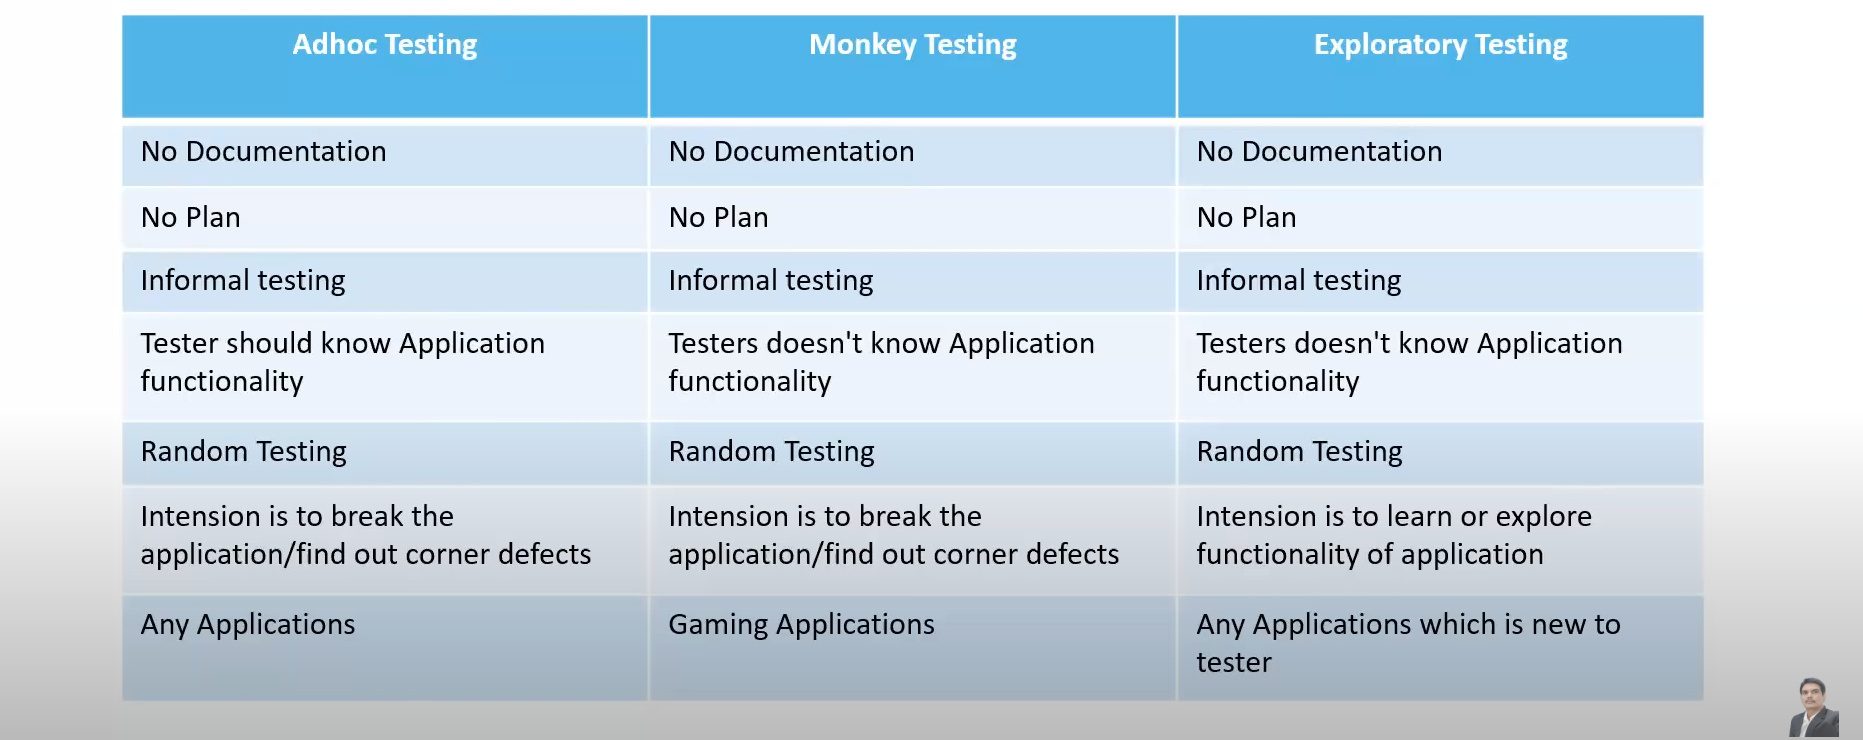 Adhoc Testing
Monkey Testing
Exploratory Testing
No Documentation
No Documentation
No Documentation
No Plan
No Plan
No Plan
Informal testing
Informal testing
Informal testing
Tester should know Application
functionality
Testers doesn't know Application
functionality
Testers doesn't know Application
functionality
Random Testing
Random Testing
Random Testing
Intension is to break the
application/find out corner defects
Intension is to break the
application/find out corner defects
Intension is to learn or explore
functionality of application
Any Applications
Gaming Applications
Any Applications which is new to
tester